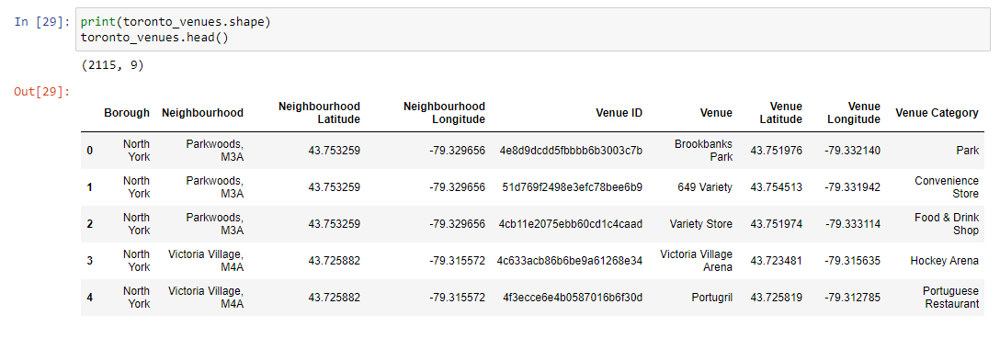 In [29]: print(toronto_venues.shape)
toronto_venues.head()
(2115, 9)
Out[29]:
Borough Neighbourhood Neighbourhood Latitude Neighbourhood Longitude Venue ID Venue Venue Latitude Venue Longitude Venue Category
0 North York Parkwoods, M3A 43.753259 -79.329656 4e8d9dcdd5fbbbb6b3003c7b Brookbanks Park 43.751976 -79.332140 Park
1 North York Parkwoods, M3A 43.753259 -79.329656 51d769f2498e3efc78bee6b9 649 Variety 43.754513 -79.331942 Convenience Store
2 North York Parkwoods, M3A 43.753259 -79.329656 4cb11e2075ebb60cd1c4caad Variety Store 43.751974 -79.333114 Food & Drink Shop
3 North York Victoria Village, M4A 43.725882 -79.315572 4c633acb86b6be9a61268e34 Victoria Village Arena 43.723481 -79.315635 Hockey Arena
4 North York Victoria Village, M4A 43.725882 -79.315572 4f3ecce6e4b0587016b6f30d Portugril 43.725819 -79.312785 Portuguese Restaurant